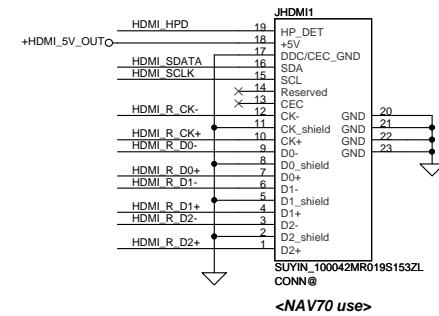 JHDMI1
HDMI_HPD 19 HP_DET
+HDMI_5V_OUT 18 +5V
17 DDC/CEC_GND
HDMI_SDATA 16 SDA
HDMI_SCLK 15 SCL
14 Reserved
13 CEC
HDMI_R_CK- 12 CK- GND 20
11 CK_shield GND 21
HDMI_R_CK+ 10 CK+ GND 22
HDMI_R_D0- 9 D0- GND 23
8 D0_shield
HDMI_R_D0+ 7 D0+
HDMI_R_D1- 6 D1-
5 D1_shield
HDMI_R_D1+ 4 D1+
HDMI_R_D2- 3 D2-
2 D2_shield
HDMI_R_D2+ 1 D2+
SUYIN_100042MR019S153ZL
CONN@
<NAV70 use>